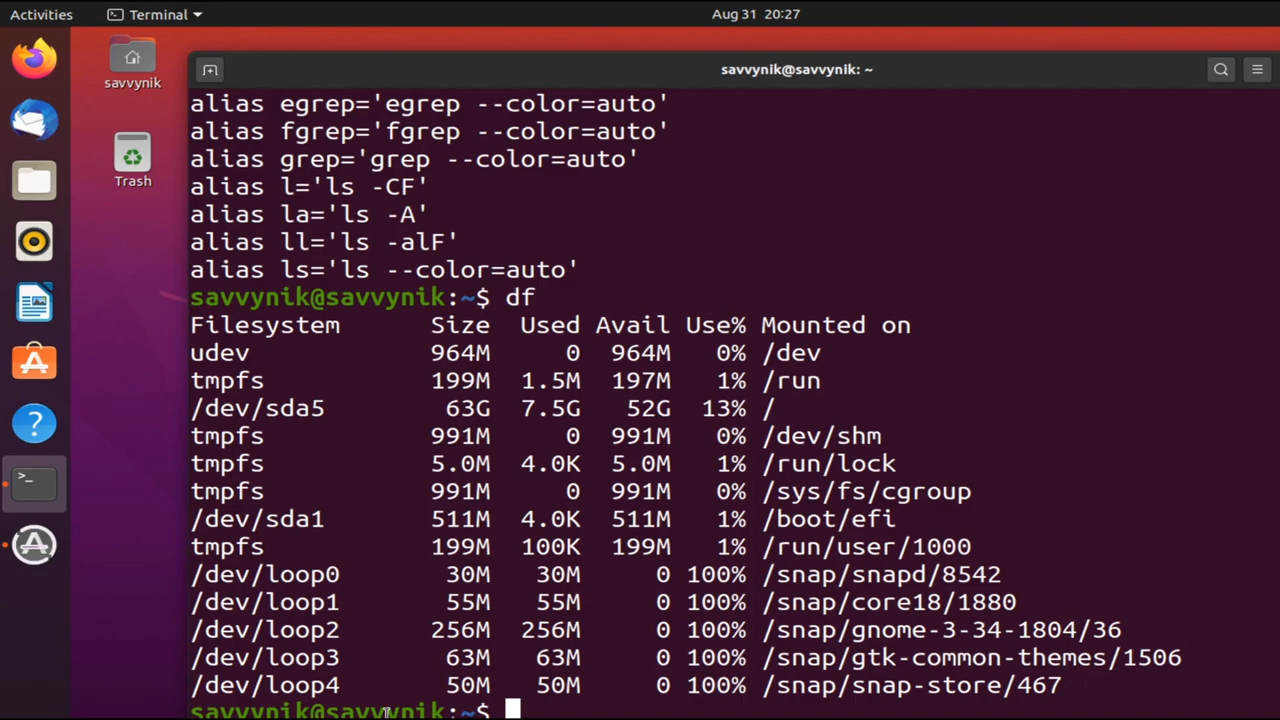 Activities
Terminal
Aug 31 20:27
savvynik
Trash
savvynik@savvynik: ~
alias egrep='egrep --color=auto'
alias fgrep='fgrep --color=auto'
alias grep='grep --color=auto'
alias l='ls -CF'
alias la='ls -A'
alias ll='ls -alF'
alias ls='ls --color=auto'
savvynik@savvynik:~$ df
Filesystem Size Used Avail Use% Mounted on
udev 964M 0 964M 0% /dev
tmpfs 199M 1.5M 197M 1% /run
/dev/sda5 63G 7.5G 52G 13% /
tmpfs 991M 0 991M 0% /dev/shm
tmpfs 5.0M 4.0K 5.0M 1% /run/lock
tmpfs 991M 0 991M 0% /sys/fs/cgroup
/dev/sda1 511M 4.0K 511M 1% /boot/efi
tmpfs 199M 100K 199M 1% /run/user/1000
/dev/loop0 30M 30M 0 100% /snap/snapd/8542
/dev/loop1 55M 55M 0 100% /snap/core18/1880
/dev/loop2 256M 256M 0 100% /snap/gnome-3-34-1804/36
/dev/loop3 63M 63M 0 100% /snap/gtk-common-themes/1506
/dev/loop4 50M 50M 0 100% /snap/snap-store/467
savvynik@savvynik:~$